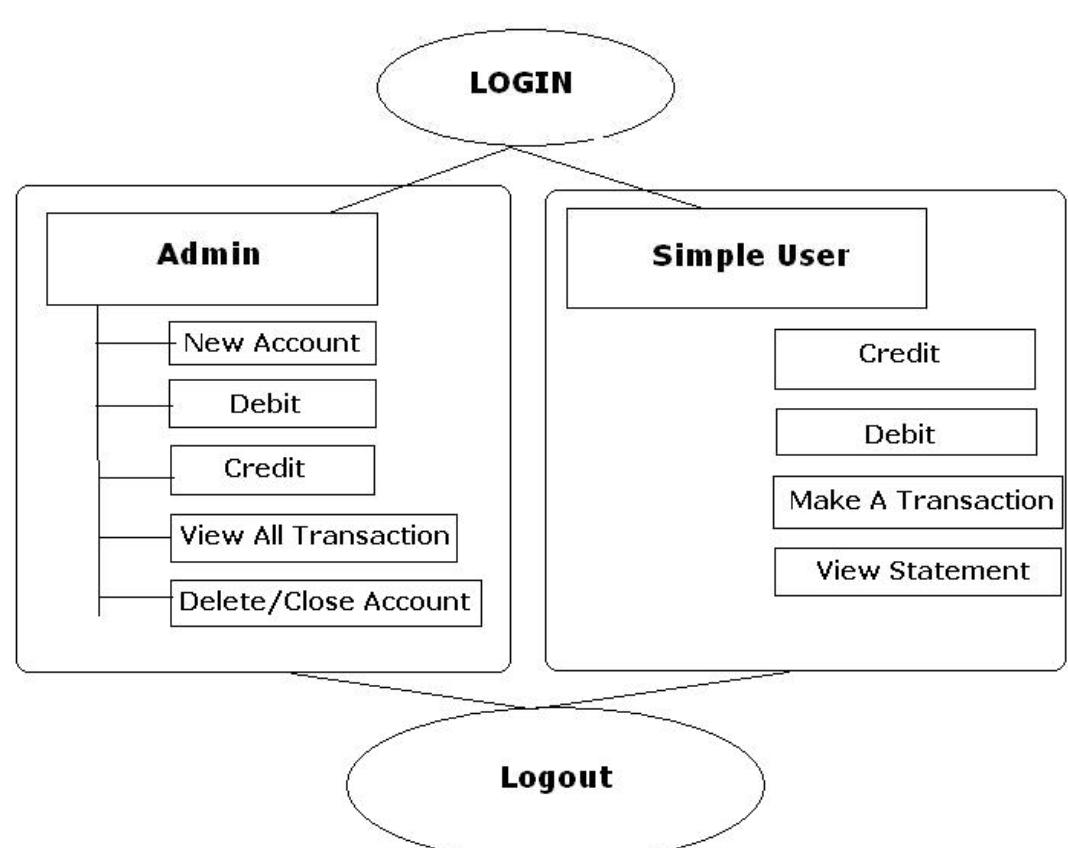 LOGIN
Admin
New Account
Debit
Credit
View All Transaction
Delete/Close Account
Simple User
Credit
Debit
Make A Transaction
View Statement
Logout